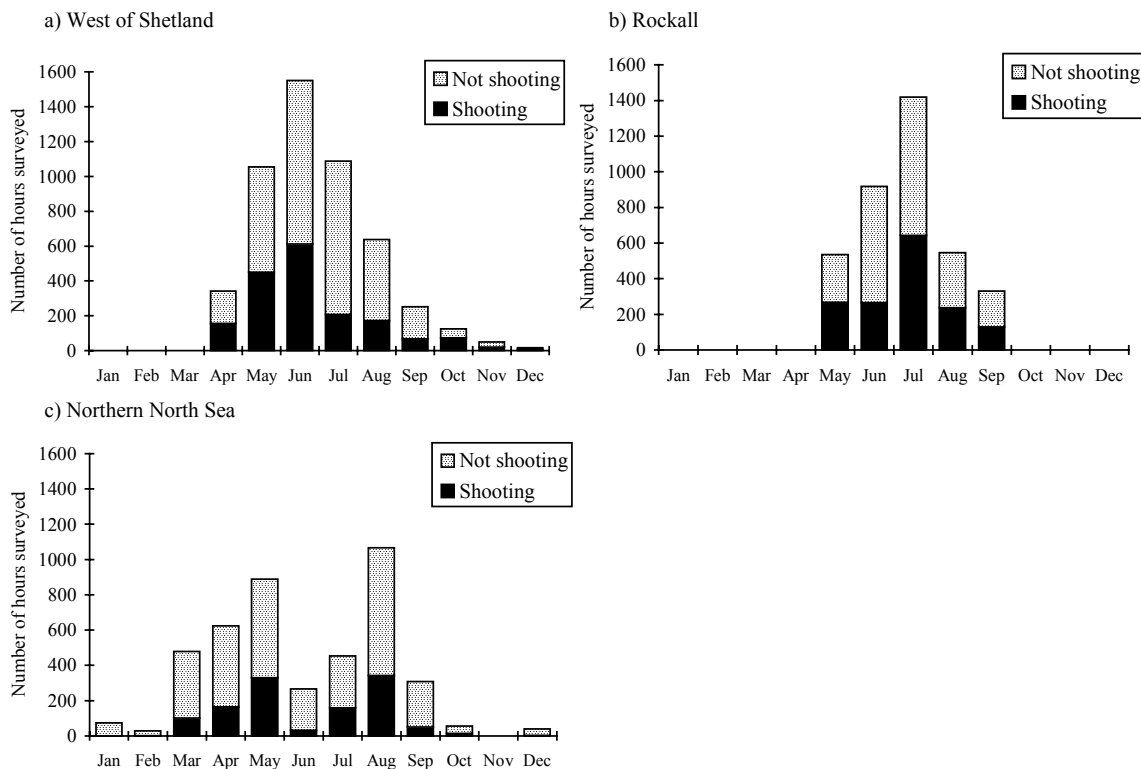 a) West of Shetland
Number of hours surveyed
1600
1400
1200
1000
800
600
400
200
0
Not shooting
Shooting
Jan Feb Mar Apr May Jun Jul Aug Sep Oct Nov Dec
b) Rockall
Number of hours surveyed
1600
1400
1200
1000
800
600
400
200
0
Not shooting
Shooting
Jan Feb Mar Apr May Jun Jul Aug Sep Oct Nov Dec
c) Northern North Sea
Number of hours surveyed
1600
1400
1200
1000
800
600
400
200
0
Not shooting
Shooting
Jan Feb Mar Apr May Jun Jul Aug Sep Oct Nov Dec